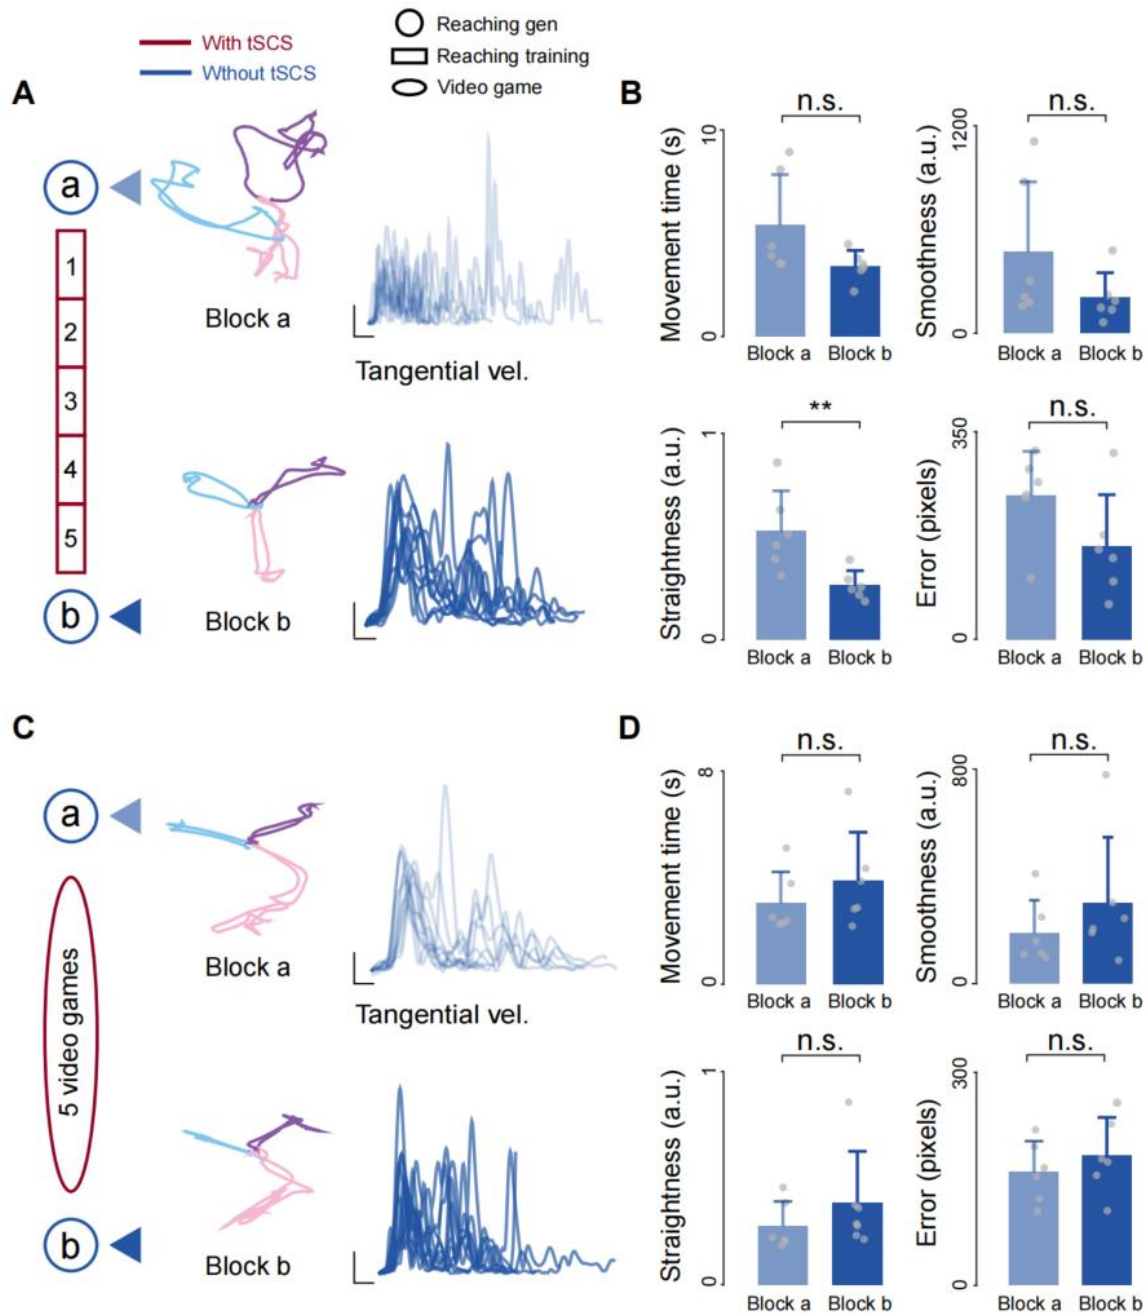 With tSCS
Wthout tSCS
Reaching gen
Reaching training
Video game
A
a
1
2
3
4
5
b
Block a
Tangential vel.
Block b
B
n.s.
Movement time (s)
10
0
Block a Block b
n.s.
Smoothness (a.u.)
1200
0
Block a Block b
**
Straightness (a.u.)
1
0
Block a Block b
n.s.
Error (pixels)
350
0
Block a Block b
C
a
5 video games
b
Block a
Tangential vel.
Block b
D
n.s.
Movement time (s)
8
0
Block a Block b
n.s.
Smoothness (a.u.)
800
0
Block a Block b
n.s.
Straightness (a.u.)
1
0
Block a Block b
n.s.
Error (pixels)
300
0
Block a Block b